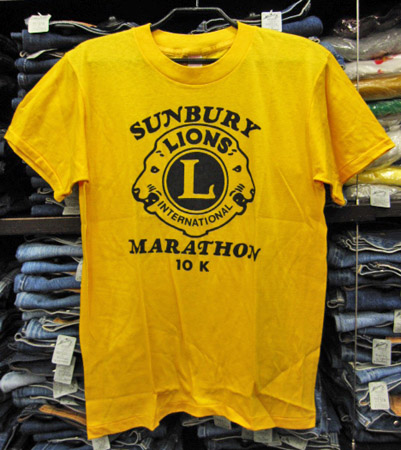 SUNBURY
LIONS
L
INTERNATIONAL
MARATHON
10 K